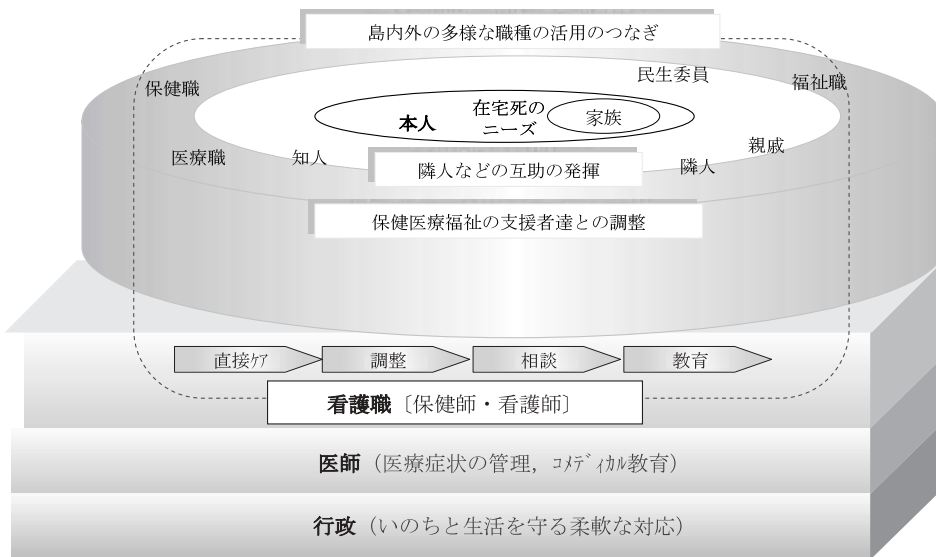 島内外の多様な職種の活用のつなぎ
民生委員
保健職
福祉職
在宅死の
ニーズ
本人
家族
医療職
知人
隣人などの互助の発揮
隣人
親戚
保健医療福祉の支援者達との調整
直接ｹｱ
調整
相談
教育
看護職〔保健師・看護師〕
医師（医療症状の管理，ｺﾒﾃﾞｨｶﾙ教育）
行政（いのちと生活を守る柔軟な対応）